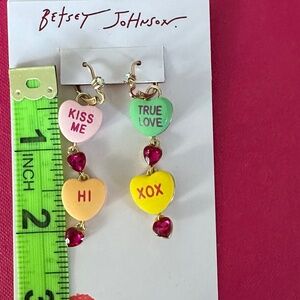 BETSEY JOHNSON.
KISS
ME
TRUE
LOVE
HI
XOX
1
INCH
2
3